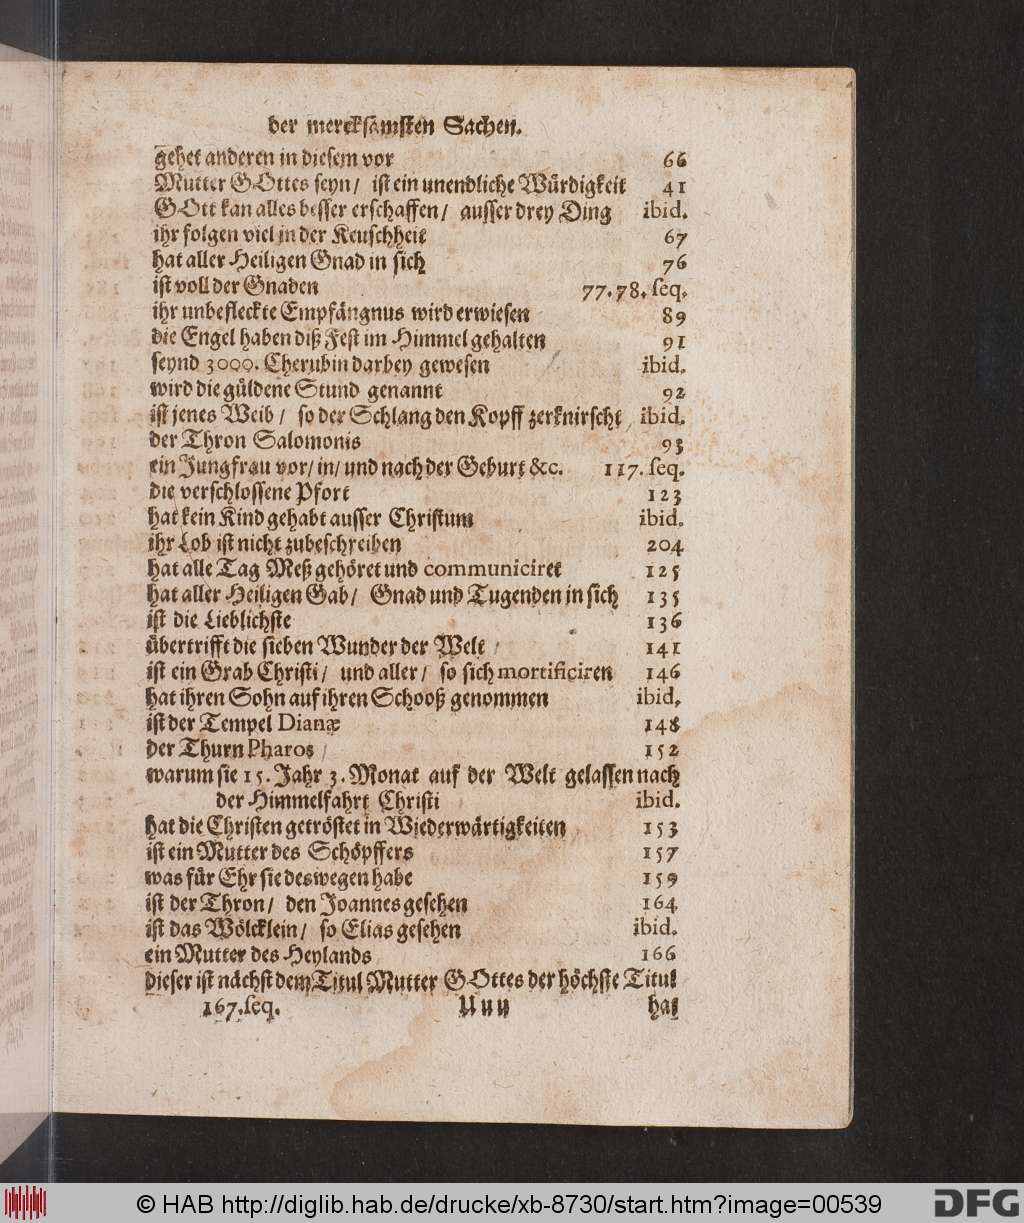 der mercksamsten Sachen.
gehet anderen in diesem vor 66
Mutter GOttes seyn / ist ein unendliche Würdigkeit 41
GOtt kan alles besser erschaffen / ausser drey Ding ibid.
ihr folgen viel in der Keuschheit 67
hat aller Heiligen Gnad in sich 76
ist voll der Gnaden 77. 78. seq.
ihr unbefleckte Empfängnus wird erwiesen 89
die Engel haben diß Fest im Himmel gehalten 91
seynd 3000. Cherubin darbey gewesen ibid.
wird die güldene Stund genannt 92
ist jenes Weib / so der Schlang den Kopff zerknirscht ibid.
der Thron Salomonis 93
ein Jungfrau vor / in / und nach der Geburt &c. 117. seq.
die verschlossene Pfort 123
hat kein Kind gehabt ausser Christum ibid.
ihr Lob ist nicht zubeschreiben 204
hat alle Tag Meß gehöret und communiciret 125
hat aller Heiligen Gab / Gnad und Tugenden in sich 135
ist die Lieblichste 136
übertrifft die sieben Wunder der Welt 141
ist ein Grab Christi / und aller / so sich mortificiren 146
hat ihren Sohn auf ihren Schooß genommen ibid.
ist der Tempel Dianæ 148
der Thurn Pharos 152
warum sie 15. Jahr 3. Monat auf der Welt gelassen nach
der Himmelfahrt Christi ibid.
hat die Christen getröstet in Wiederwärtigkeiten 153
ist ein Mutter des Schöpffers 157
was für Ehr sie deswegen habe 159
ist der Thron / den Joannes gesehen 164
ist das Wölcklein / so Elias gesehen ibid.
ein Mutter des Heylands 166
dieser ist nächst dem Titul Mutter GOttes der höchste Titul
167. seq. Uuu hat
© HAB http://diglib.hab.de/drucke/xb-8730/start.htm?image=00539 DFG